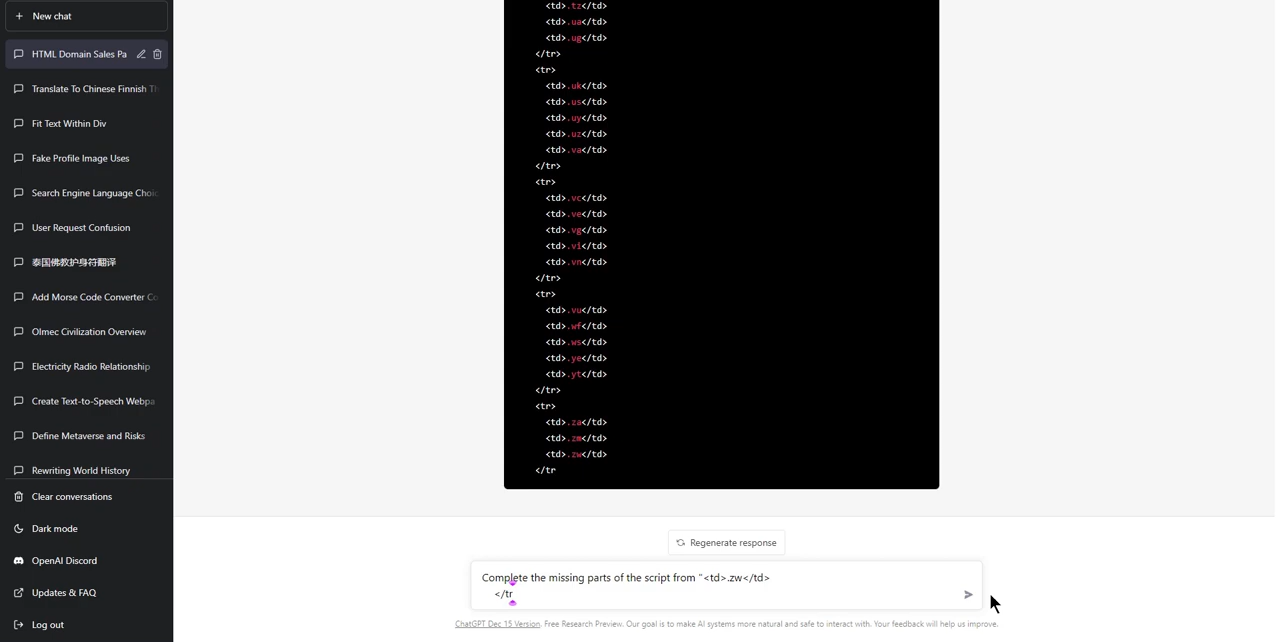 New chat
HTML Domain Sales Pa
Translate To Chinese Finnish Th
Fit Text Within Div
Fake Profile Image Uses
Search Engine Language Choic
User Request Confusion
泰国佛教护身符翻译
Add Morse Code Converter Co
Olmec Civilization Overview
Electricity Radio Relationship
Create Text-to-Speech Webpa
Define Metaverse and Risks
Rewriting World History
Clear conversations
Dark mode
OpenAI Discord
Updates & FAQ
Log out
<td>.tz</td>
<td>.ua</td>
<td>.ug</td>
</tr>
<tr>
<td>.uk</td>
<td>.us</td>
<td>.uy</td>
<td>.uz</td>
<td>.va</td>
</tr>
<tr>
<td>.vc</td>
<td>.ve</td>
<td>.vg</td>
<td>.vi</td>
<td>.vn</td>
</tr>
<tr>
<td>.vu</td>
<td>.wf</td>
<td>.ws</td>
<td>.ye</td>
<td>.yt</td>
</tr>
<tr>
<td>.za</td>
<td>.zm</td>
<td>.zw</td>
</tr
Regenerate response
Complete the missing parts of the script from "<td>.zw</td>
</tr
ChatGPT Dec 15 Version. Free Research Preview. Our goal is to make AI systems more natural and safe to interact with. Your feedback will help us improve.